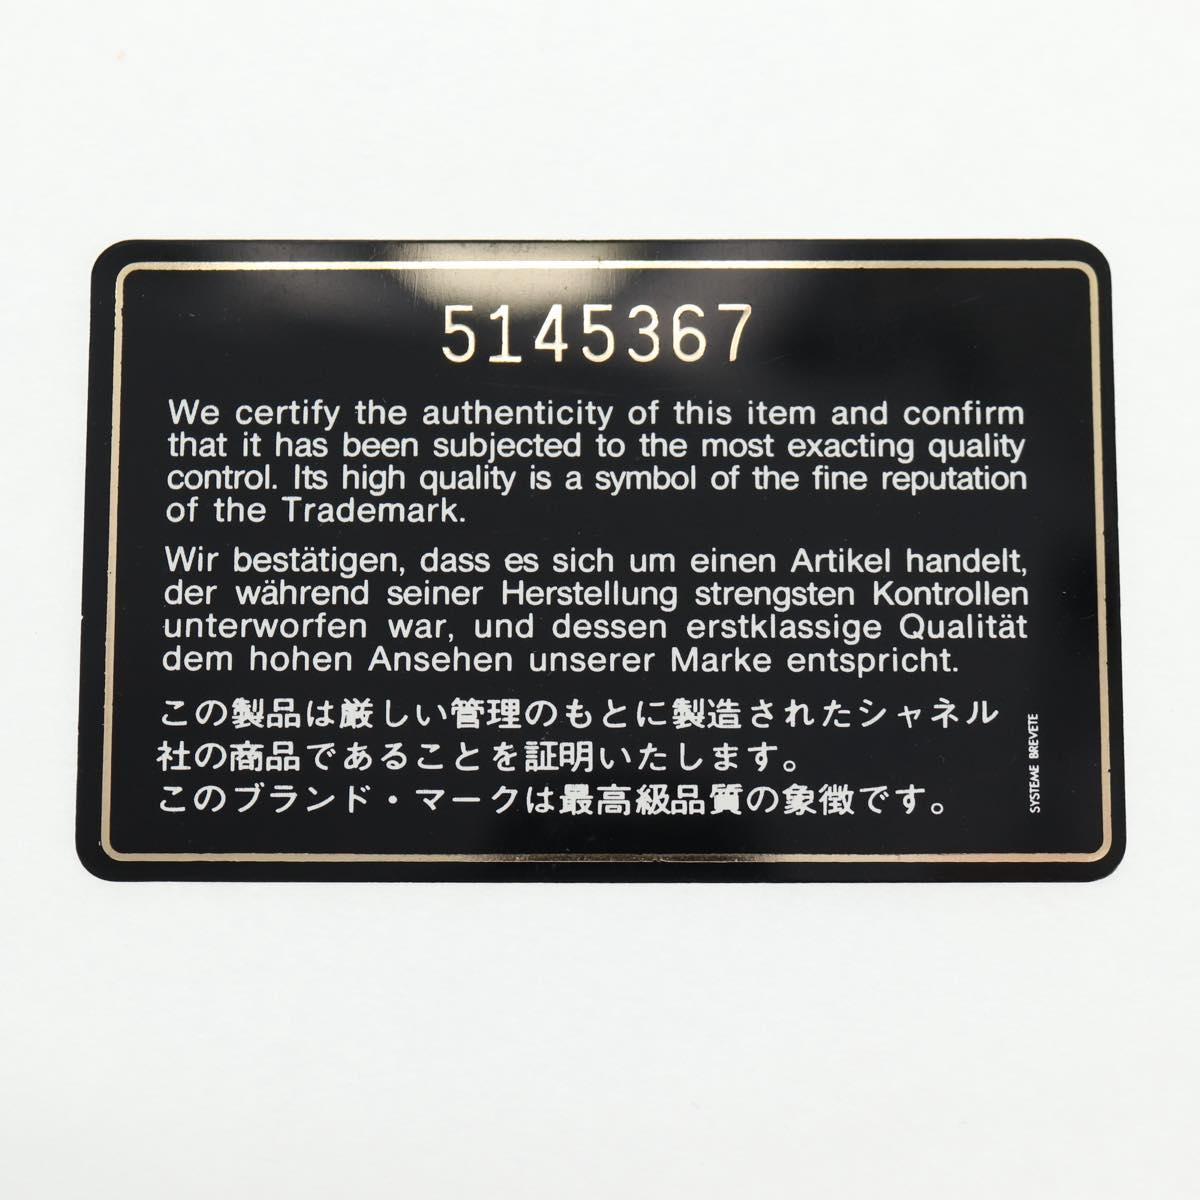 5145367
We certify the authenticity of this item and confirm
that it has been subjected to the most exacting quality
control. Its high quality is a symbol of the fine reputation
of the Trademark.
Wir bestätigen, dass es sich um einen Artikel handelt,
der während seiner Herstellung strengsten Kontrollen
unterworfen war, und dessen erstklassige Qualität
dem hohen Ansehen unserer Marke entspricht.
この製品は厳しい管理のもとに製造されたシャネル
社の商品であることを証明いたします。
このブランド・マークは最高級品質の象徴です。
SYSTEME BREVETE